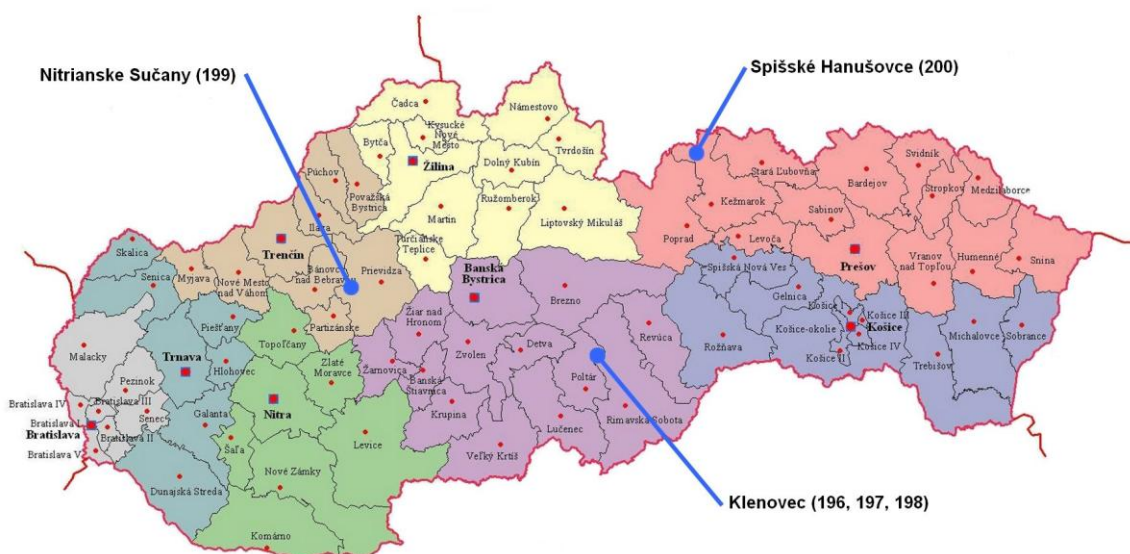 Nitrianske Sučany (199)
Spišské Hanušovce (200)
Čadca
Kysucké
Nové
Mesto
Námestovo
Tvrdošín
Bytča
Žilina
Dolný Kubín
Púchov
Považská
Bystrica
Ružomberok
Martin
Liptovský Mikuláš
Ilava
Turčianske
Teplice
Stará Ľubovňa
Bardejov
Svidník
Stropkov
Medzilaborce
Kežmarok
Sabinov
Poprad
Levoča
Prešov
Vranov
nad Topľou
Humenné
Snina
Skalica
Senica
Myjava
Nové Mesto
nad Váhom
Trenčín
Bánovce
nad Bebravou
Prievidza
Partizánske
Banská
Bystrica
Brezno
Spišská Nová Ves
Gelnica
Košice I
Košice III
Košice
Košice-okolie
Košice IV
Košice II
Rožňava
Michalovce
Sobrance
Trebišov
Malacky
Piešťany
Topoľčany
Žiar nad
Hronom
Zvolen
Detva
Revúca
Trnava
Hlohovec
Zlaté
Moravce
Žarnovica
Banská
Štiavnica
Poltár
Pezinok
Bratislava IV
Bratislava III
Senec
Bratislava I
Bratislava
Bratislava II
Bratislava V
Galanta
Nitra
Šaľa
Levice
Krupina
Lučenec
Rimavská Sobota
Veľký Krtíš
Dunajská Streda
Nové Zámky
Komárno
Klenovec (196, 197, 198)